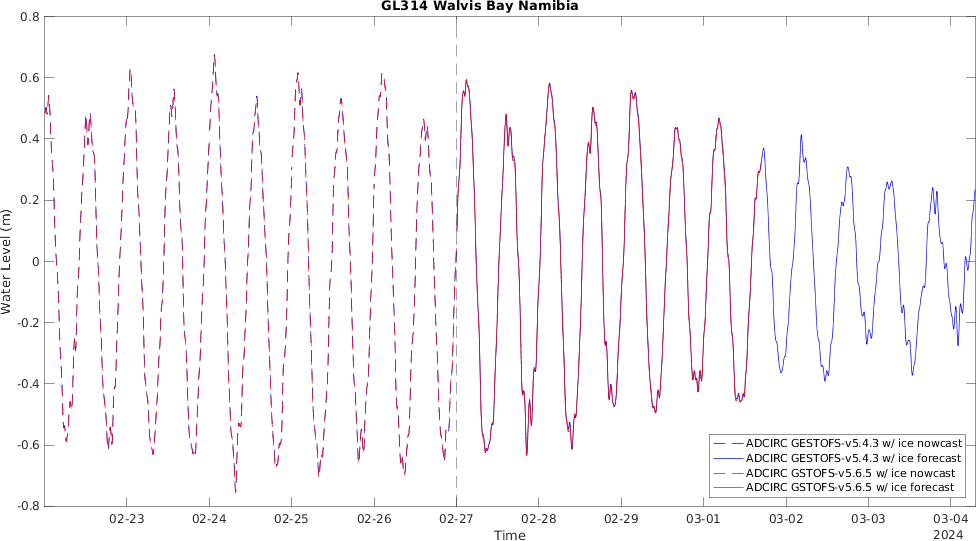 GL314 Walvis Bay Namibia
0.8
0.6
0.4
0.2
0
-0.2
-0.4
-0.6
-0.8
Water Level (m)
ADCIRC GESTOFS-v5.4.3 w/ ice nowcast
ADCIRC GESTOFS-v5.4.3 w/ ice forecast
ADCIRC GSTOFS-v5.6.5 w/ ice nowcast
ADCIRC GSTOFS-v5.6.5 w/ ice forecast
02-23 02-24 02-25 02-26 02-27 02-28 02-29 03-01 03-02 03-03 03-04
Time 2024